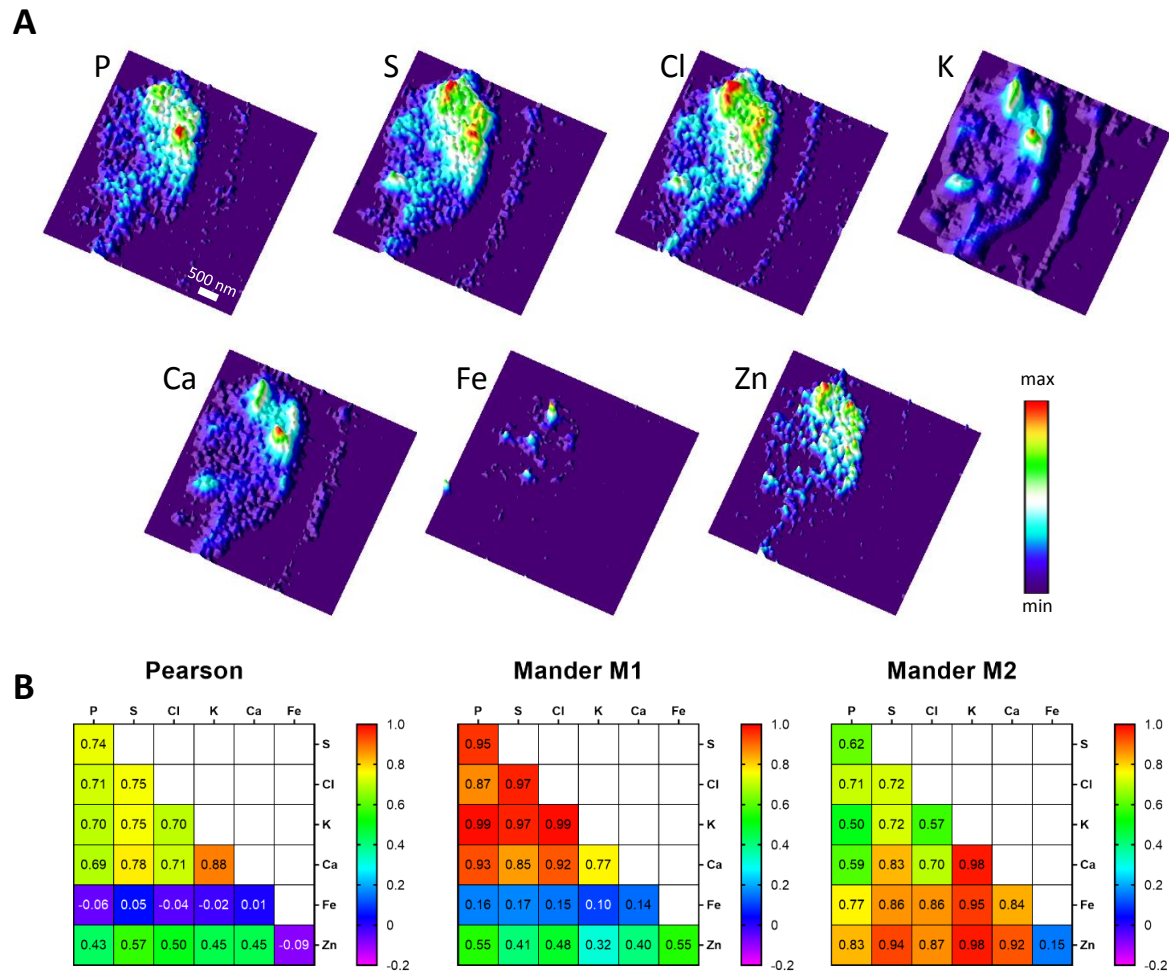 A
P
S
Cl
K
500 nm
Ca
Fe
Zn
max
min
B
Pearson
P S Cl K Ca Fe
0.74 S
0.71 0.75 Cl
0.70 0.75 0.70 K
0.69 0.78 0.71 0.88 Ca
-0.06 0.05 -0.04 -0.02 0.01 Fe
0.43 0.57 0.50 0.45 0.45 -0.09 Zn
1.0
0.8
0.6
0.4
0.2
0
-0.2
Mander M1
P S Cl K Ca Fe
0.95 S
0.87 0.97 Cl
0.99 0.97 0.99 K
0.93 0.85 0.92 0.77 Ca
0.16 0.17 0.15 0.10 0.14 Fe
0.55 0.41 0.48 0.32 0.40 0.55 Zn
1.0
0.8
0.6
0.4
0.2
0
-0.2
Mander M2
P S Cl K Ca Fe
0.62 S
0.71 0.72 Cl
0.50 0.72 0.57 K
0.59 0.83 0.70 0.98 Ca
0.77 0.86 0.86 0.95 0.84 Fe
0.83 0.94 0.87 0.98 0.92 0.15 Zn
1.0
0.8
0.6
0.4
0.2
0
-0.2